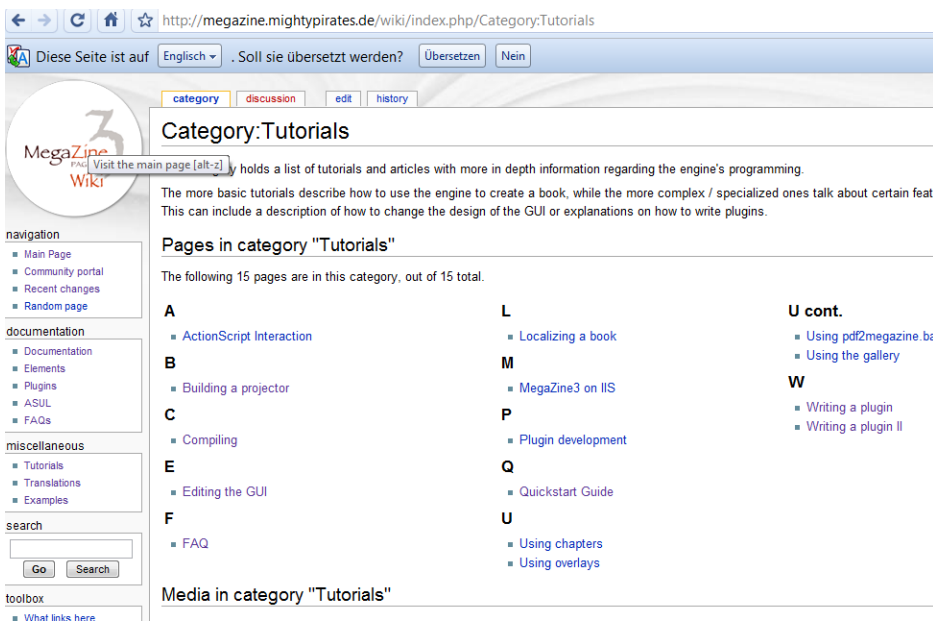 http://megazine.mightypirates.de/wiki/index.php/Category:Tutorials
Diese Seite ist auf Englisch . Soll sie übersetzt werden? Übersetzen Nein
category discussion edit history
3
MegaZine
Wiki
Visit the main page [alt-z]
Category:Tutorials
holds a list of tutorials and articles with more in depth information regarding the engine's programming.
The more basic tutorials describe how to use the engine to create a book, while the more complex / specialized ones talk about certain feat
This can include a description of how to change the design of the GUI or explanations on how to write plugins.
navigation
Main Page
Community portal
Recent changes
Random page
documentation
Documentation
Elements
Plugins
ASUL
FAQs
miscellaneous
Tutorials
Translations
Examples
search
Go Search
toolbox
What links here
Pages in category "Tutorials"
The following 15 pages are in this category, out of 15 total.
A
ActionScript Interaction
B
Building a projector
C
Compiling
E
Editing the GUI
F
FAQ
L
Localizing a book
M
MegaZine3 on IIS
P
Plugin development
Q
Quickstart Guide
U
Using chapters
Using overlays
U cont.
Using pdf2megazine.ba
Using the gallery
W
Writing a plugin
Writing a plugin II
Media in category "Tutorials"